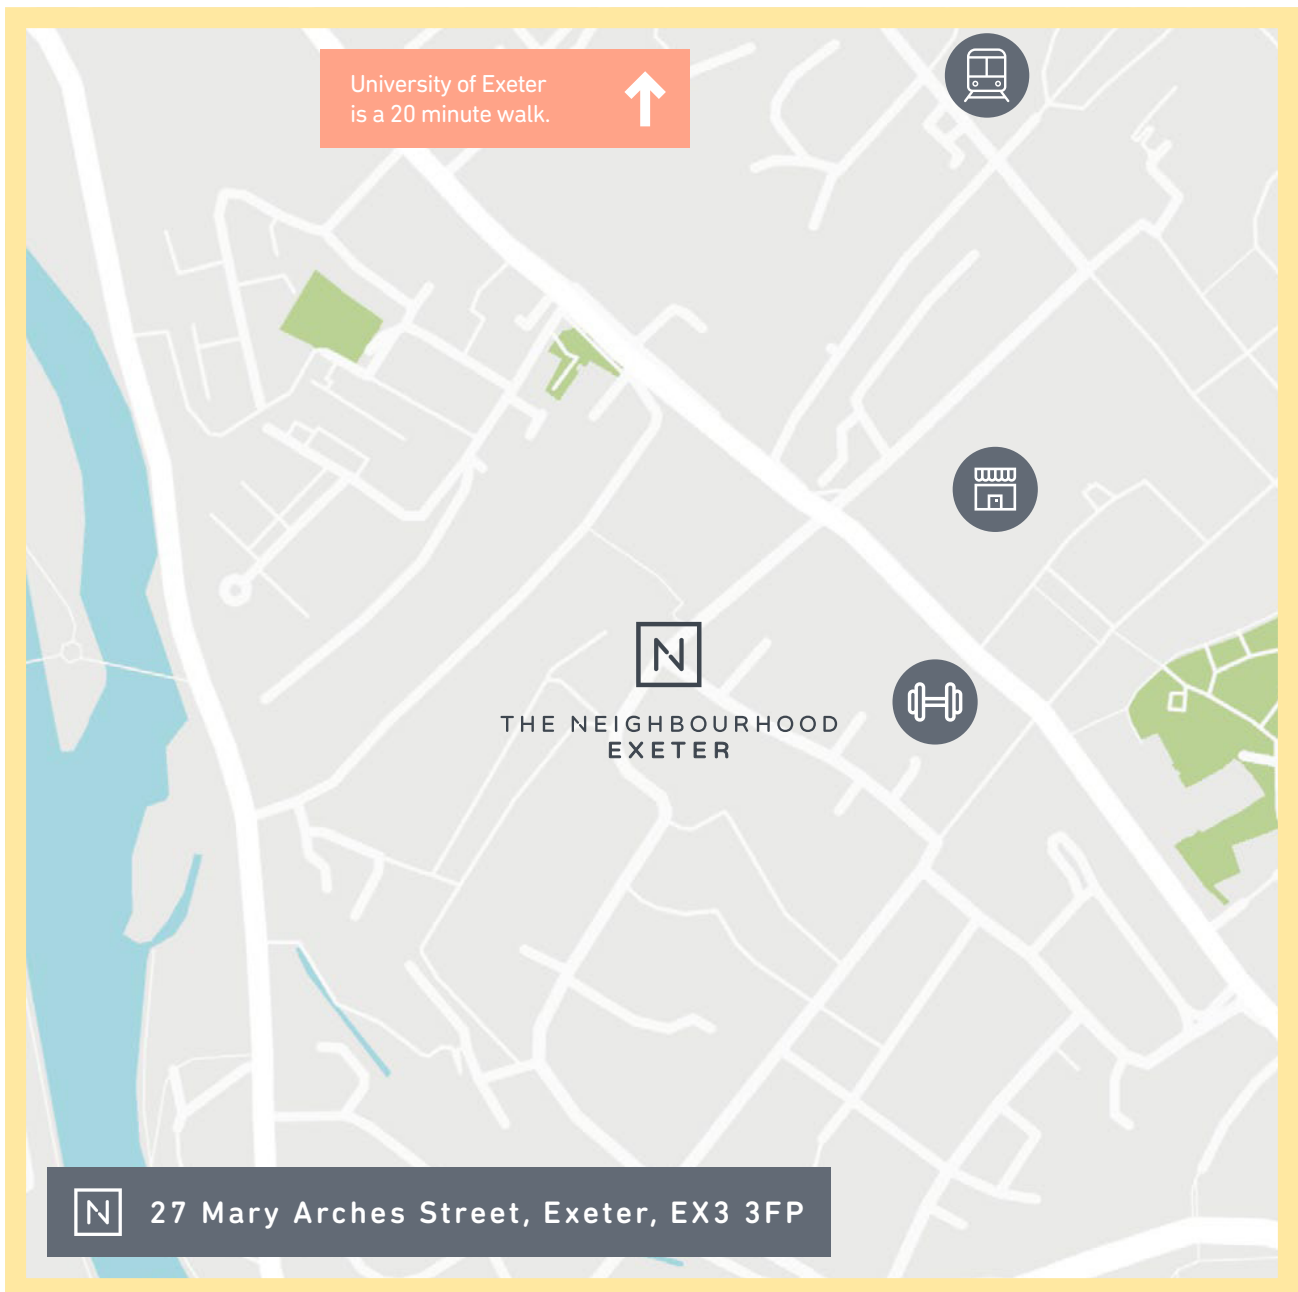 University of Exeter
is a 20 minute walk.
N
THE NEIGHBOURHOOD
EXETER
N
27 Mary Arches Street, Exeter, EX3 3FP